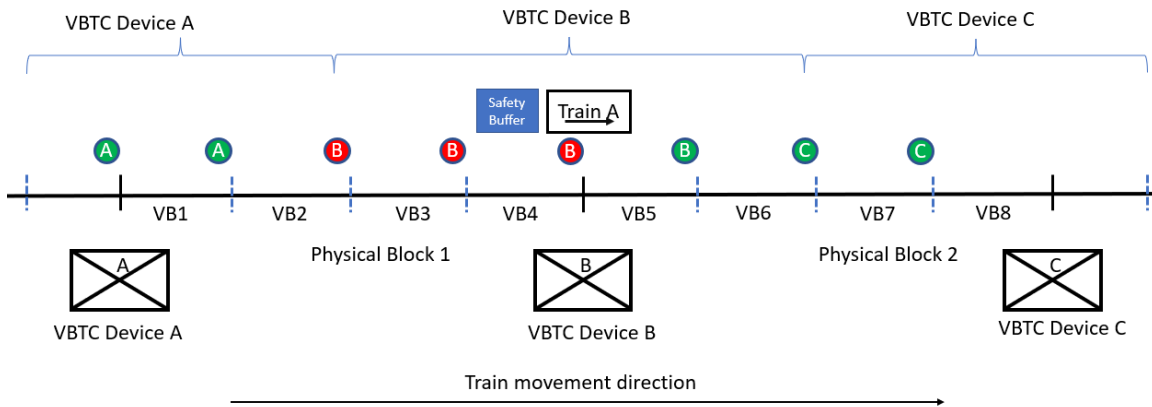 VBTC Device A
VBTC Device B
VBTC Device C
Safety
Buffer
Train A
A
A
B
B
B
B
C
C
VB1
VB2
VB3
VB4
VB5
VB6
VB7
VB8
Physical Block 1
Physical Block 2
A
B
C
VBTC Device A
VBTC Device B
VBTC Device C
Train movement direction